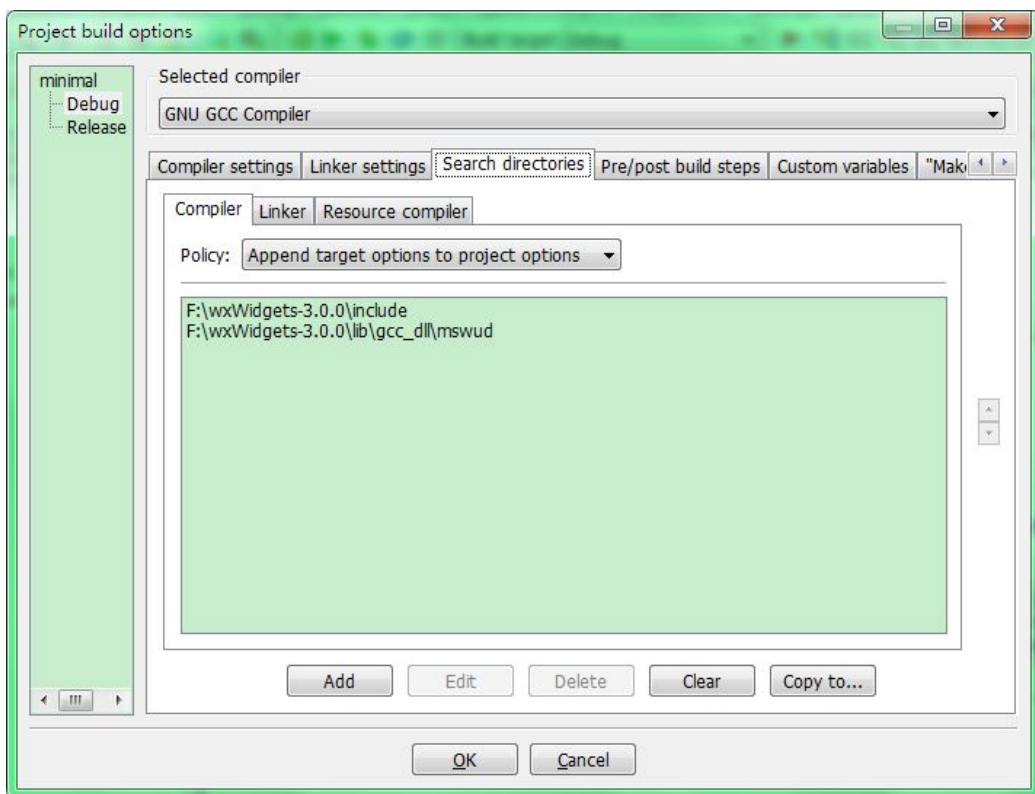 Project build options
minimal
Debug
Release
Selected compiler
GNU GCC Compiler
Compiler settings Linker settings Search directories Pre/post build steps Custom variables "Mak
Compiler Linker Resource compiler
Policy: Append target options to project options
F:\wxWidgets-3.0.0\include
F:\wxWidgets-3.0.0\lib\gcc_dll\mswud
Add Edit Delete Clear Copy to...
OK Cancel